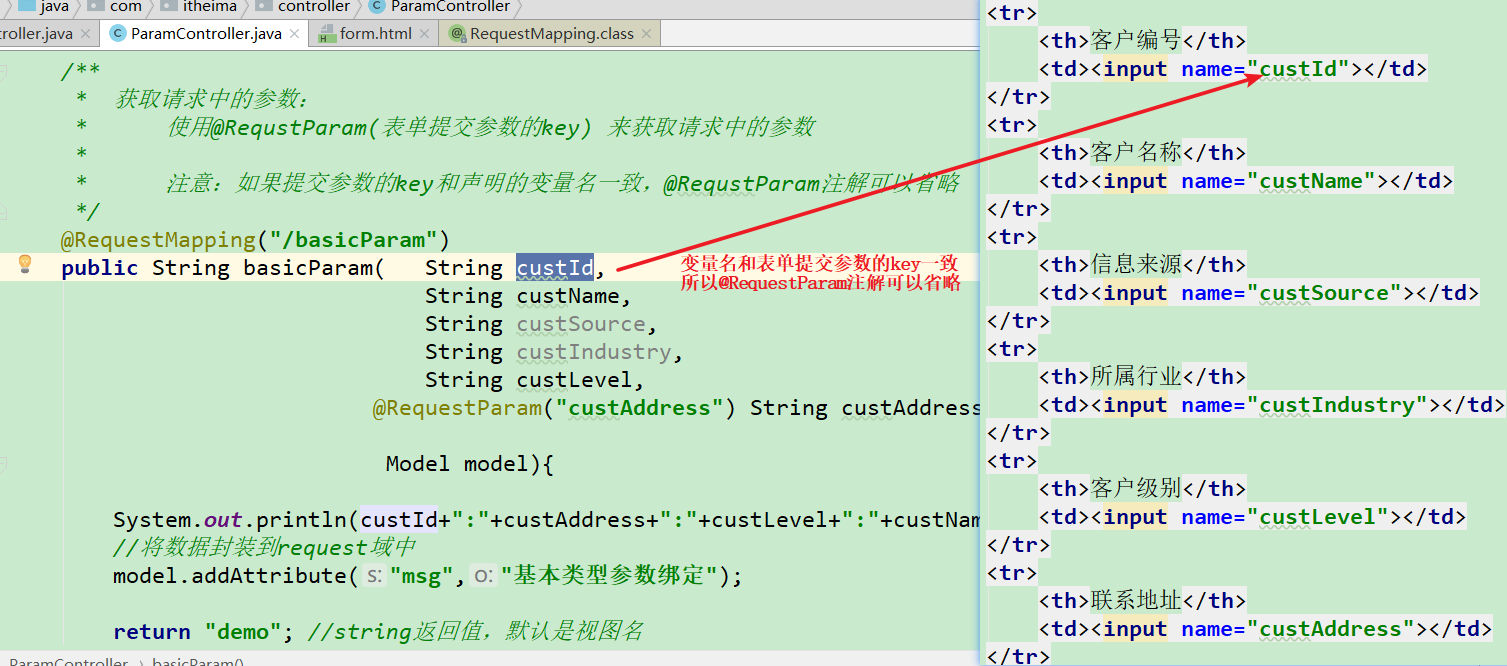 java com itheima controller ParamController
roller.java ParamController.java form.html RequestMapping.class
/**
* 获取请求中的参数：
* 使用@RequstParam(表单提交参数的key) 来获取请求中的参数
*
* 注意：如果提交参数的key和声明的变量名一致，@RequstParam注解可以省略
*/
@RequestMapping("/basicParam")
public String basicParam( String custId,
String custName,
String custSource,
String custIndustry,
String custLevel,
@RequestParam("custAddress") String custAddress
Model model){
System.out.println(custId+":"+custAddress+":"+custLevel+":"+custNam
//将数据封装到request域中
model.addAttribute( s: "msg", o: "基本类型参数绑定");
return "demo"; //string返回值，默认是视图名
ParamController › basicParam()
变量名和表单提交参数的key一致
所以@RequestParam注解可以省略
<tr>
<th>客户编号</th>
<td><input name="custId"></td>
</tr>
<tr>
<th>客户名称</th>
<td><input name="custName"></td>
</tr>
<tr>
<th>信息来源</th>
<td><input name="custSource"></td>
</tr>
<tr>
<th>所属行业</th>
<td><input name="custIndustry"></td>
</tr>
<tr>
<th>客户级别</th>
<td><input name="custLevel"></td>
</tr>
<tr>
<th>联系地址</th>
<td><input name="custAddress"></td>
</tr>